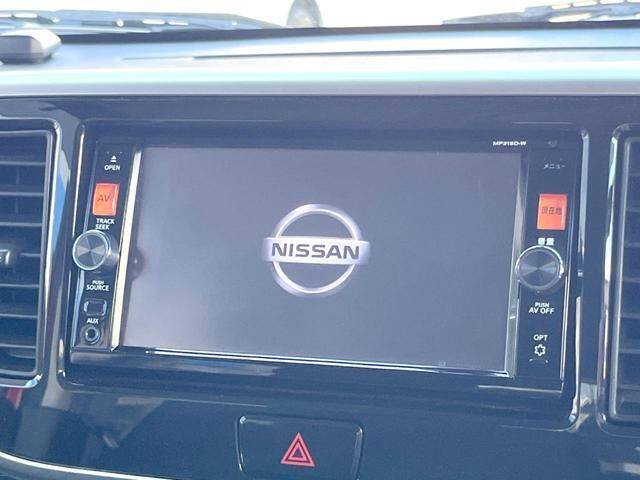 MP315D-W
OPEN
メニュー
AV
現在地
TRACK
SEEK
音量
NISSAN
PUSH
SOURCE
PUSH
AV OFF
AUX
OPT